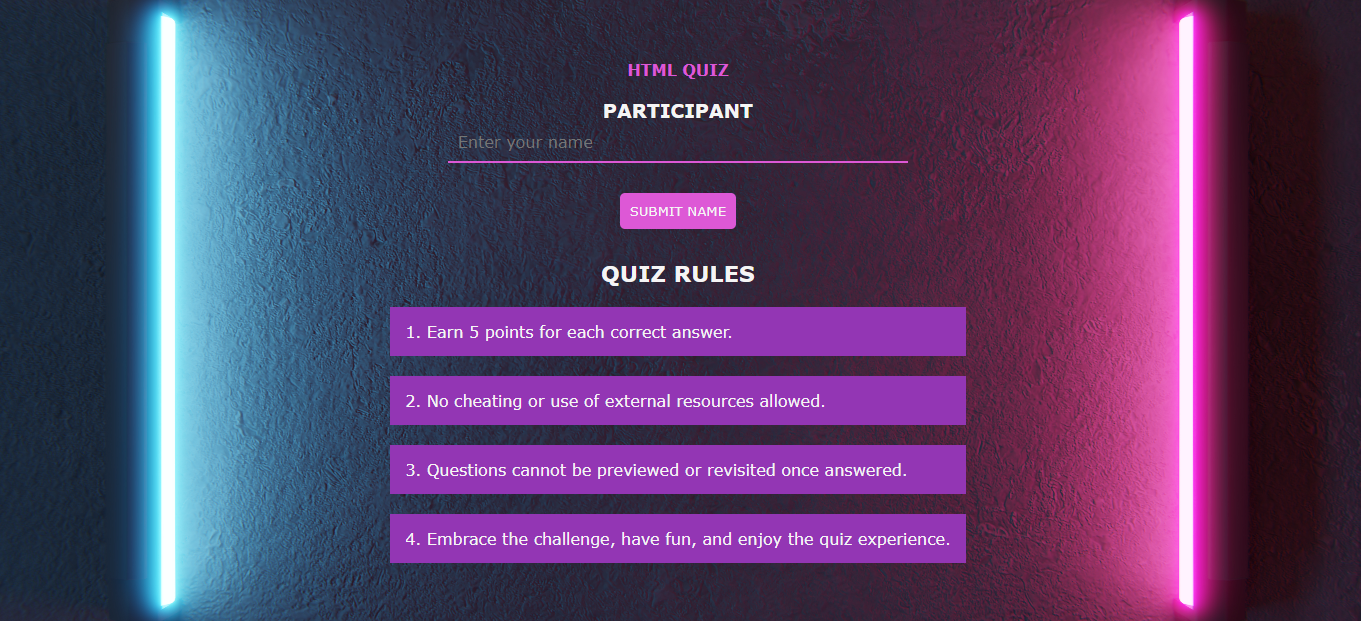 HTML QUIZ
PARTICIPANT
Enter your name
SUBMIT NAME
QUIZ RULES
1. Earn 5 points for each correct answer.
2. No cheating or use of external resources allowed.
3. Questions cannot be previewed or revisited once answered.
4. Embrace the challenge, have fun, and enjoy the quiz experience.